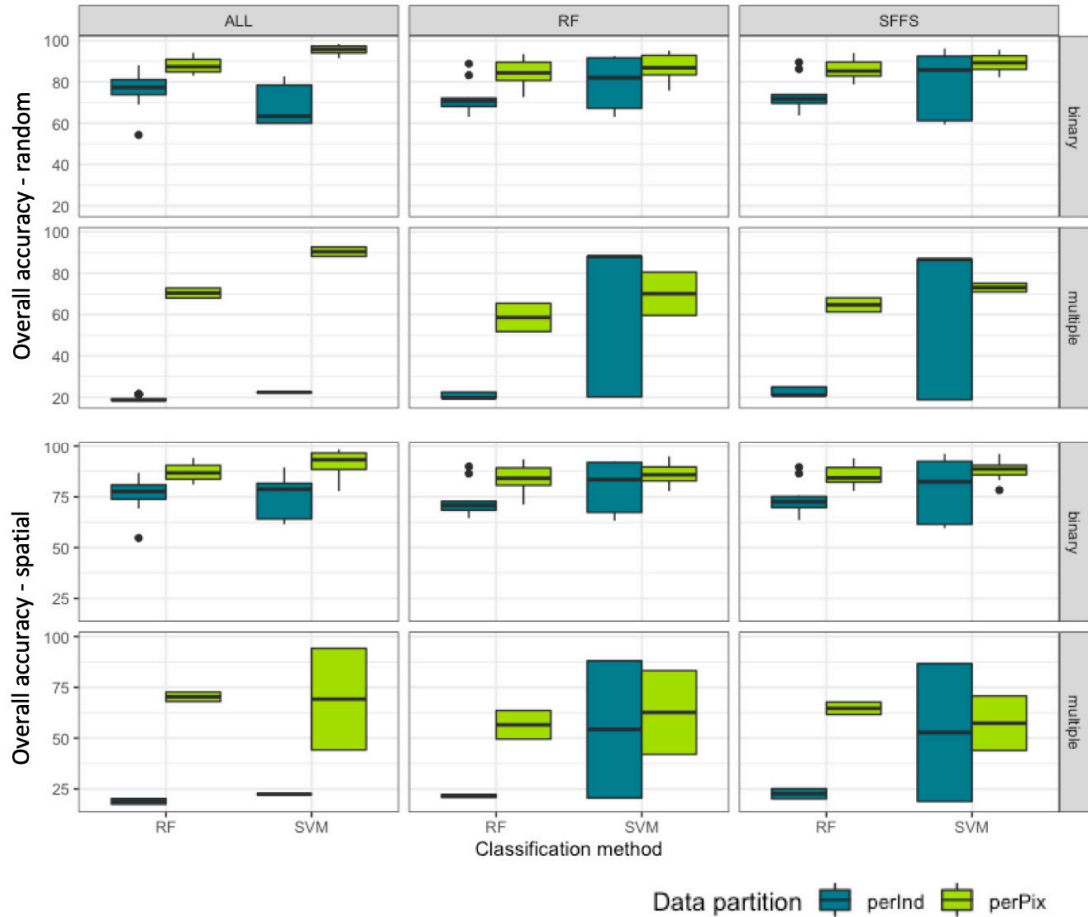 ALL RF SFFS
Overall accuracy - random
100
80
60
40
20
binary
100
80
60
40
20
multiple
Overall accuracy - spatial
100
75
50
25
binary
100
75
50
25
multiple
RF SVM RF SVM RF SVM
Classification method
Data partition perInd perPix